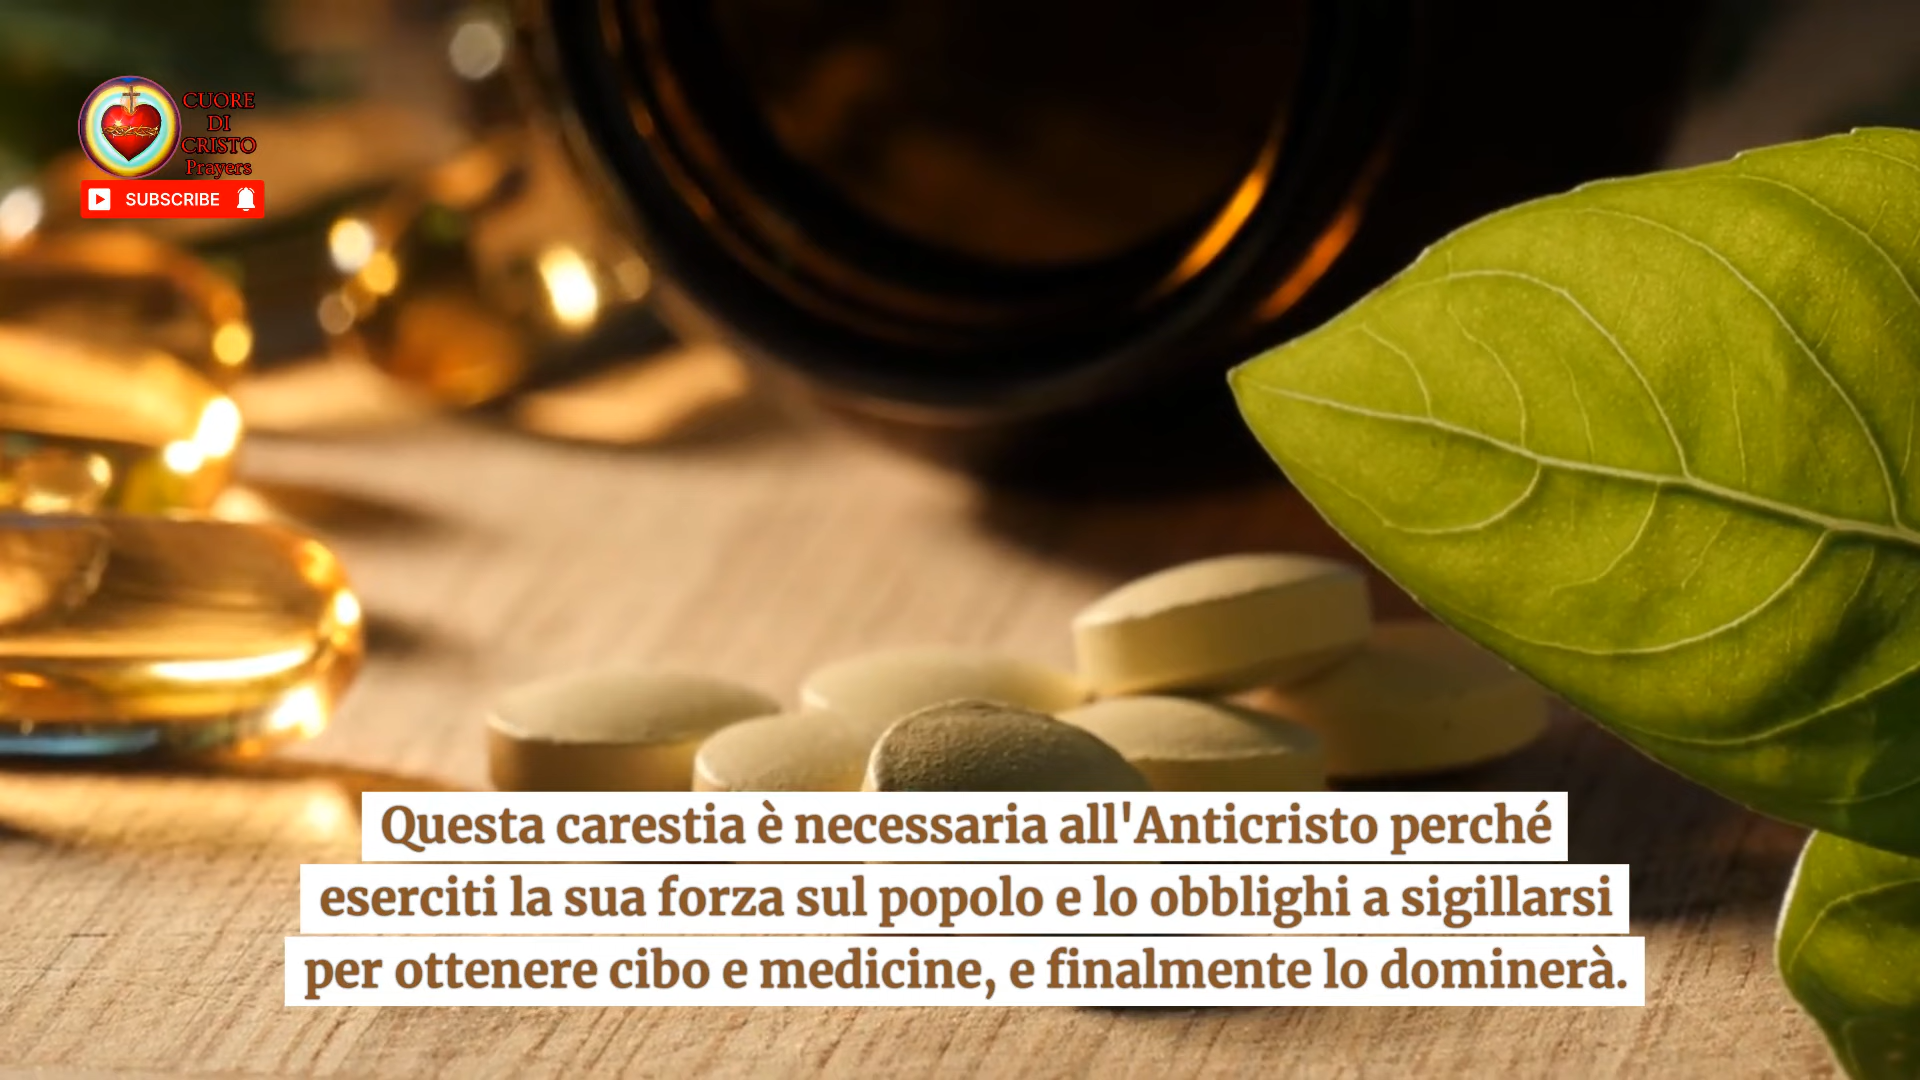 CUORE
DI
CRISTO
Prayers
SUBSCRIBE
Questa carestia è necessaria all'Anticristo perché
eserciti la sua forza sul popolo e lo obblighi a sigillarsi
per ottenere cibo e medicine, e finalmente lo dominerà.